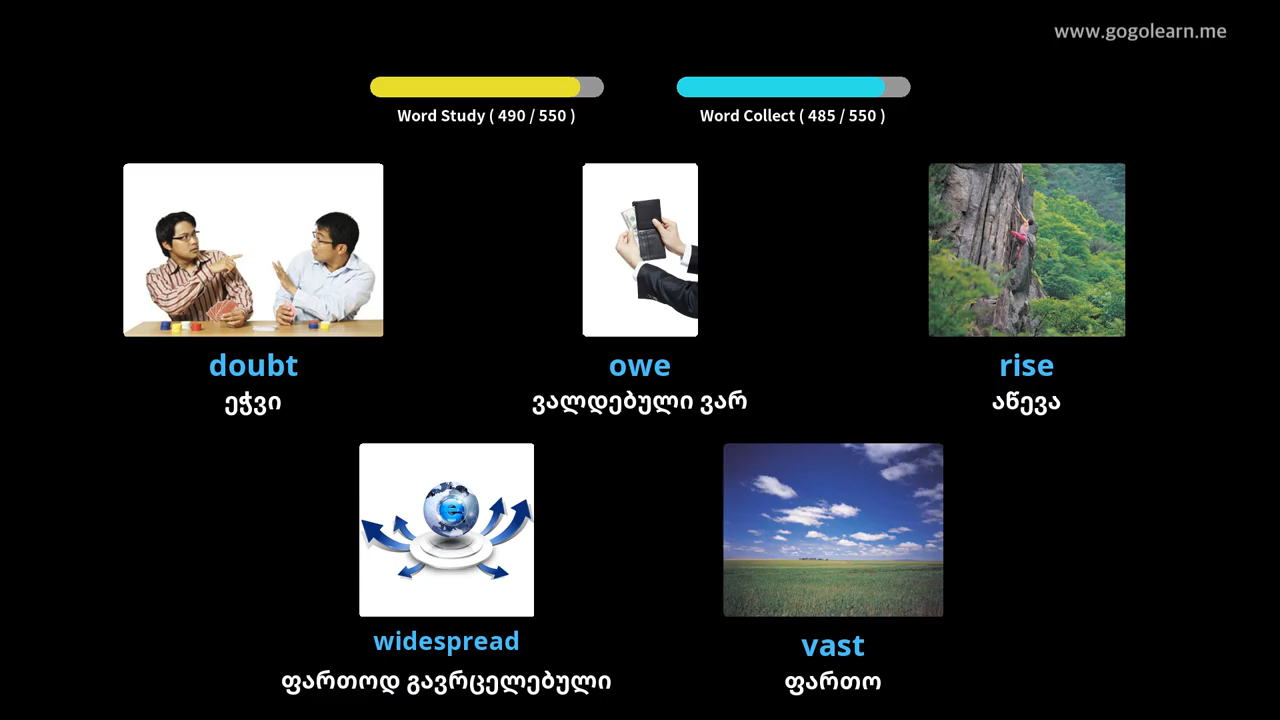 www.gogolearn.me
Word Study ( 490 / 550 )
Word Collect ( 485 / 550 )
doubt
ეჭვი
owe
ვალდებული ვარ
rise
აწევა
widespread
ფართოდ გავრცელებული
vast
ფართო